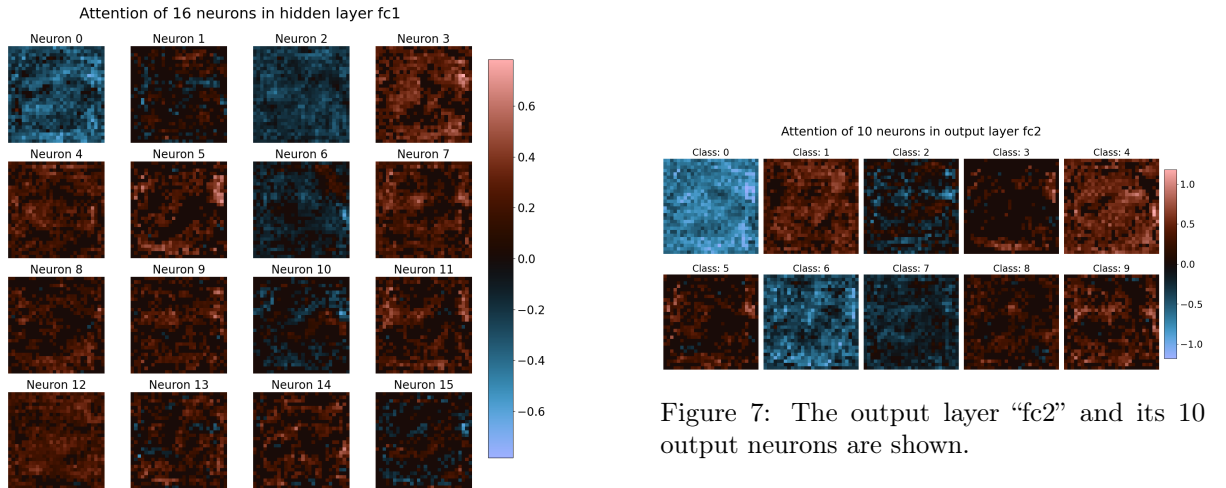 Attention of 16 neurons in hidden layer fc1
Neuron 0 Neuron 1 Neuron 2 Neuron 3
Neuron 4 Neuron 5 Neuron 6 Neuron 7
Neuron 8 Neuron 9 Neuron 10 Neuron 11
Neuron 12 Neuron 13 Neuron 14 Neuron 15
0.6
0.4
0.2
0.0
−0.2
−0.4
−0.6
Attention of 10 neurons in output layer fc2
Class: 0 Class: 1 Class: 2 Class: 3 Class: 4
Class: 5 Class: 6 Class: 7 Class: 8 Class: 9
1.0
0.5
0.0
−0.5
−1.0
Figure 7: The output layer “fc2” and its 10
output neurons are shown.